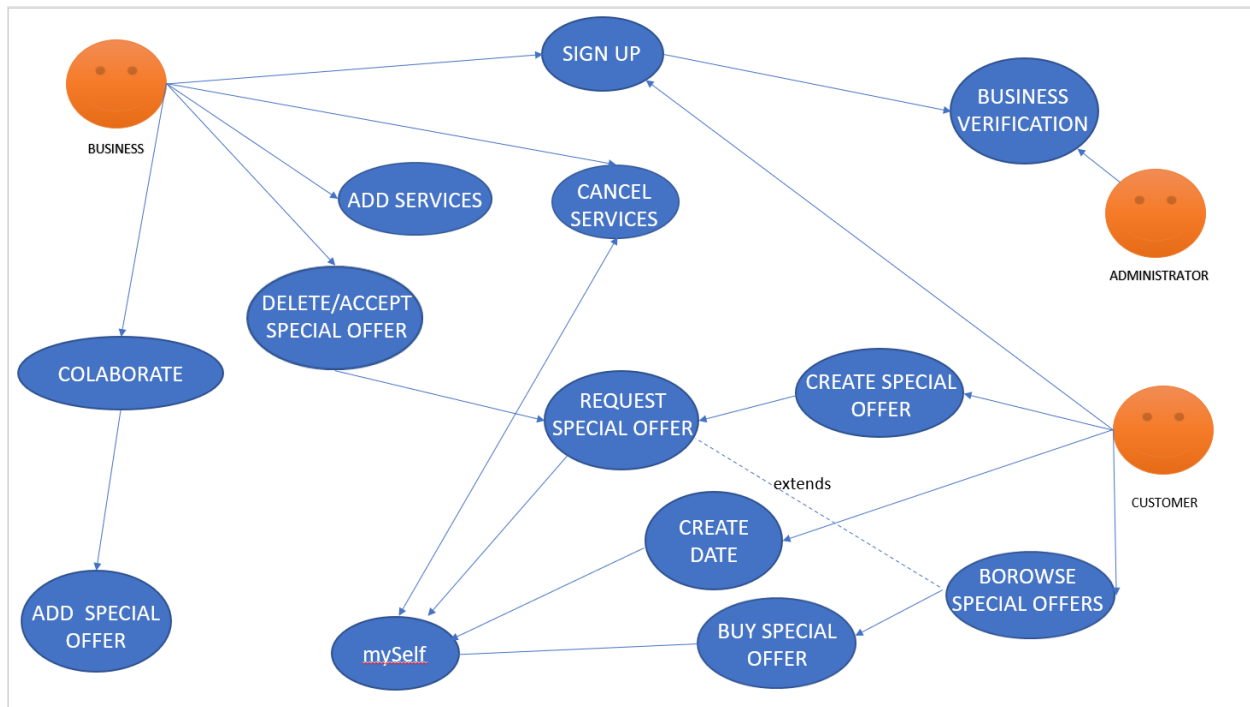 SIGN UP
BUSINESS
VERIFICATION
BUSINESS
ADD SERVICES
CANCEL
SERVICES
ADMINISTRATOR
DELETE/ACCEPT
SPECIAL OFFER
COLABORATE
REQUEST
SPECIAL OFFER
CREATE SPECIAL
OFFER
extends
CUSTOMER
CREATE
DATE
BOROWSE
SPECIAL OFFERS
ADD SPECIAL
OFFER
BUY SPECIAL
OFFER
mySelf